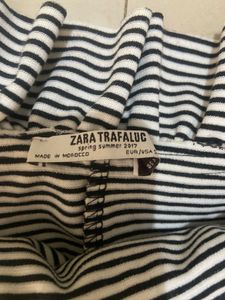 ZARA TRAFALUC
spring summer 2017
MADE IN MOROCCO
EUR/USA